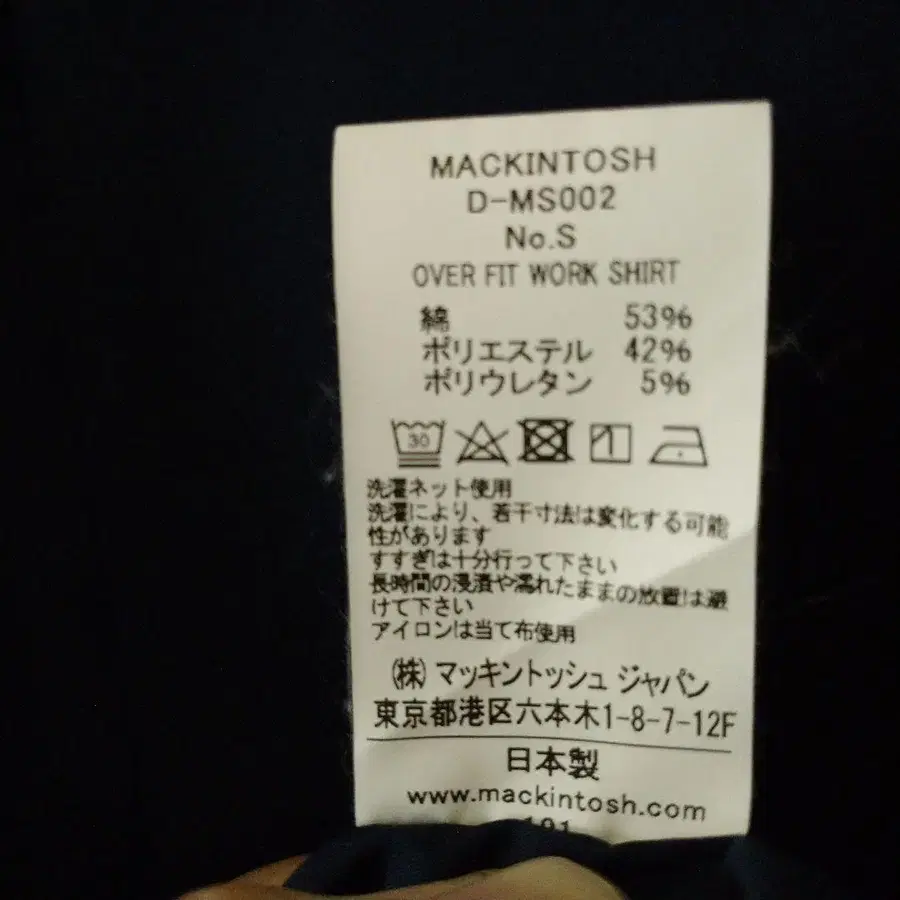 MACKINTOSH
D-MS002
No.S
OVER FIT WORK SHIRT
綿 53%
ポリエステル 42%
ポリウレタン 5%
30
洗濯ネット使用
洗濯により、若干寸法は変化する可能
性があります
すすぎは十分行って下さい
長時間の浸漬や濡れたままの放置は避
けて下さい
アイロンは当て布使用
(株) マッキントッシュ ジャパン
東京都港区六本木1-8-7-12F
日本製
www.mackintosh.com